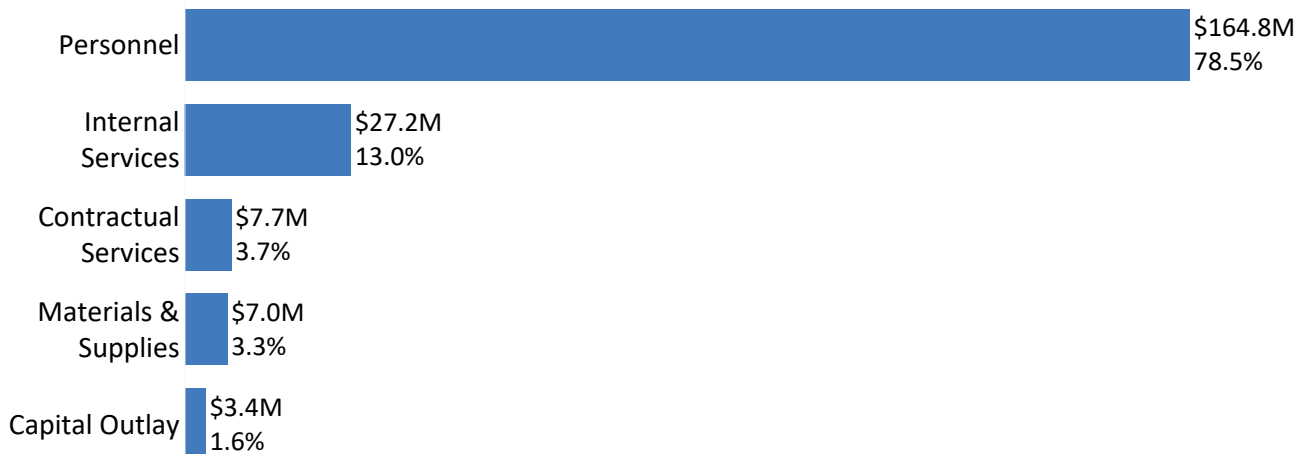 Personnel
$164.8M
78.5%
Internal
Services
$27.2M
13.0%
Contractual
Services
$7.7M
3.7%
Materials &
Supplies
$7.0M
3.3%
Capital Outlay
$3.4M
1.6%